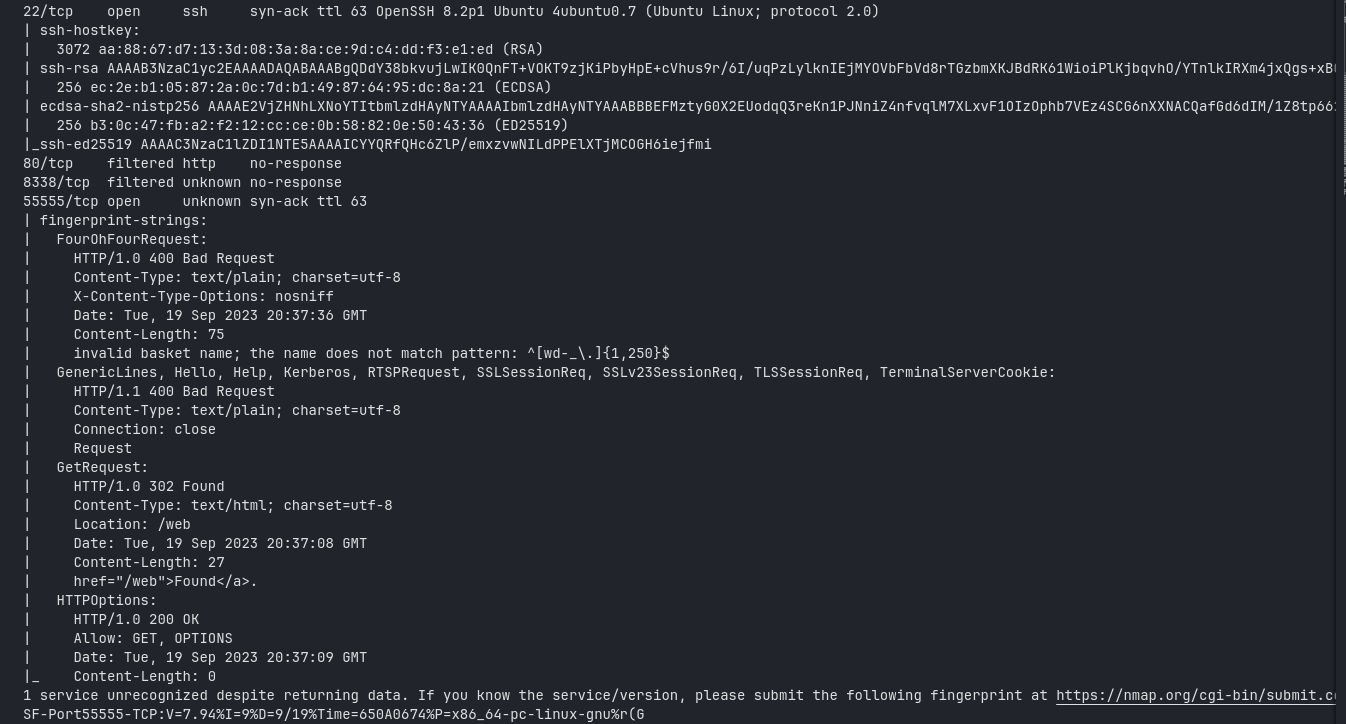 22/tcp    open     ssh     syn-ack ttl 63 OpenSSH 8.2p1 Ubuntu 4ubuntu0.7 (Ubuntu Linux; protocol 2.0)
| ssh-hostkey:
|   3072 aa:88:67:d7:13:3d:08:3a:8a:ce:9d:c4:dd:f3:e1:ed (RSA)
| ssh-rsa AAAAB3NzaC1yc2EAAAADAQABAAABgQDdY38bkvujLwIK0QnFT+VOKT9zjKiPbyHpE+cVhus9r/6I/uqPzLylknIEjMYOVbFbVd8rTGzbmXKJBdRK61WioiPlKjbqvhO/YTnlkIRXm4jxQgs+xB
|   256 ec:2e:b1:05:87:2a:0c:7d:b1:49:87:64:95:dc:8a:21 (ECDSA)
| ecdsa-sha2-nistp256 AAAAE2VjZHNhLXNoYTItbmlzdHAyNTYAAAAIbmlzdHAyNTYAAABBBEFMztyG0X2EUodqQ3reKn1PJNniZ4nfvqlM7XLxvF1OIzOphb7VEz4SCG6nXXNACQafGd6dIM/1Z8tp66
|   256 b3:0c:47:fb:a2:f2:12:cc:ce:0b:58:82:0e:50:43:36 (ED25519)
|_ssh-ed25519 AAAAC3NzaC1lZDI1NTE5AAAAICYYQRfQHc6ZlP/emxzvwNILdPPElXTjMCOGH6iejfmi
80/tcp    filtered http    no-response
8338/tcp  filtered unknown no-response
55555/tcp open     unknown syn-ack ttl 63
| fingerprint-strings:
|   FourOhFourRequest:
|     HTTP/1.0 400 Bad Request
|     Content-Type: text/plain; charset=utf-8
|     X-Content-Type-Options: nosniff
|     Date: Tue, 19 Sep 2023 20:37:36 GMT
|     Content-Length: 75
|     invalid basket name; the name does not match pattern: ^[wd-_\.]{1,250}$
|   GenericLines, Hello, Help, Kerberos, RTSPRequest, SSLSessionReq, SSLv23SessionReq, TLSSessionReq, TerminalServerCookie:
|     HTTP/1.1 400 Bad Request
|     Content-Type: text/plain; charset=utf-8
|     Connection: close
|     Request
|   GetRequest:
|     HTTP/1.0 302 Found
|     Content-Type: text/html; charset=utf-8
|     Location: /web
|     Date: Tue, 19 Sep 2023 20:37:08 GMT
|     Content-Length: 27
|     href="/web">Found</a>.
|   HTTPOptions:
|     HTTP/1.0 200 OK
|     Allow: GET, OPTIONS
|     Date: Tue, 19 Sep 2023 20:37:09 GMT
|_    Content-Length: 0
1 service unrecognized despite returning data. If you know the service/version, please submit the following fingerprint at https://nmap.org/cgi-bin/submit.c
SF-Port55555-TCP:V=7.94%I=9%D=9/19%Time=650A0674%P=x86_64-pc-linux-gnu%r(G